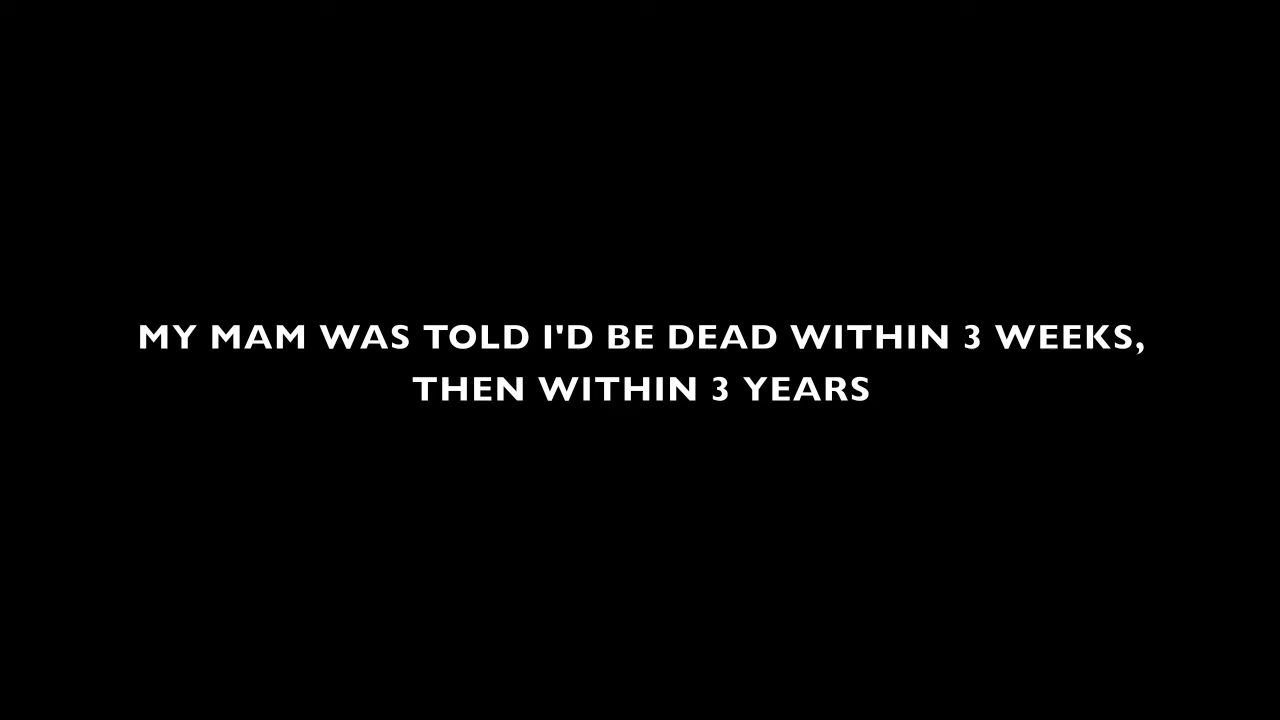 MY MAM WAS TOLD I'D BE DEAD WITHIN 3 WEEKS,
THEN WITHIN 3 YEARS